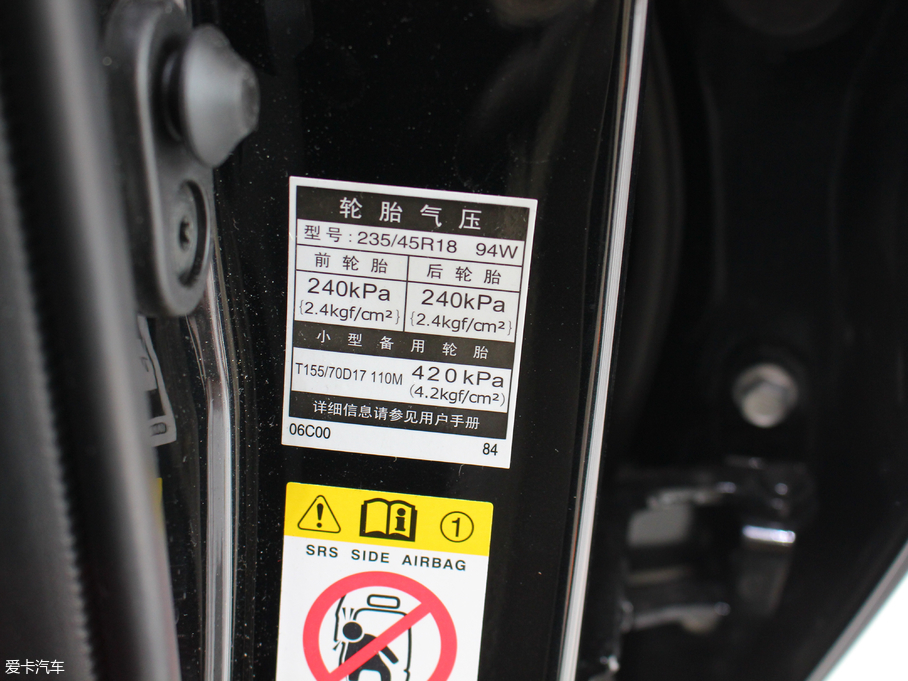 轮胎气压
型号:235/45R18 94W
前轮胎 后轮胎
240kPa 240kPa
{2.4kgf/cm²} {2.4kgf/cm²}
小型备用轮胎
T155/70D17 110M 420kPa
(4.2kgf/cm²)
详细信息请参见用户手册
06C00 84
1
SRS SIDE AIRBAG
爱卡汽车